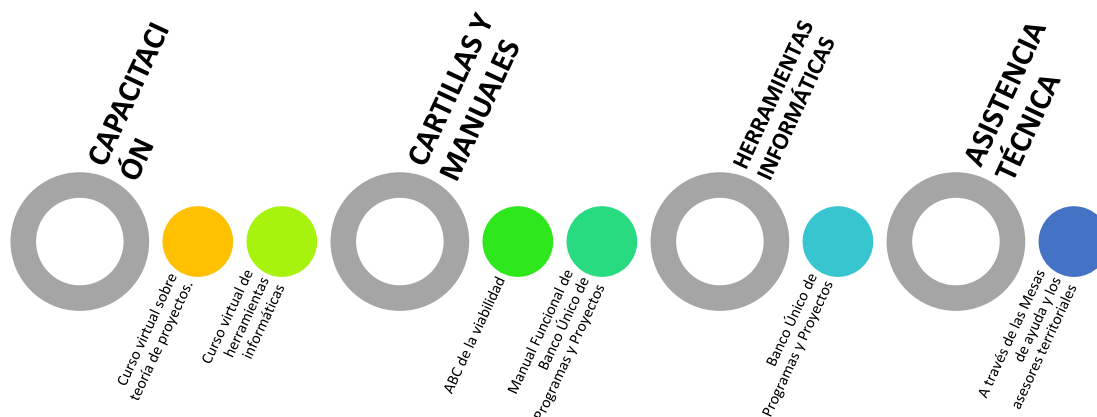 CAPACITACI
ÓN
Curso virtual sobre
teoría de proyectos.
Curso virtual de
herramientas
informáticas
CARTILLAS Y
MANUALES
ABC de la viabilidad
Manual Funcional de
Banco Único de
Programas y Proyectos
HERRAMIENTAS
INFORMÁTICAS
Banco Único de
Programas y Proyectos
ASISTENCIA
TÉCNICA
A través de las Mesas
de ayuda y los
asesores territoriales